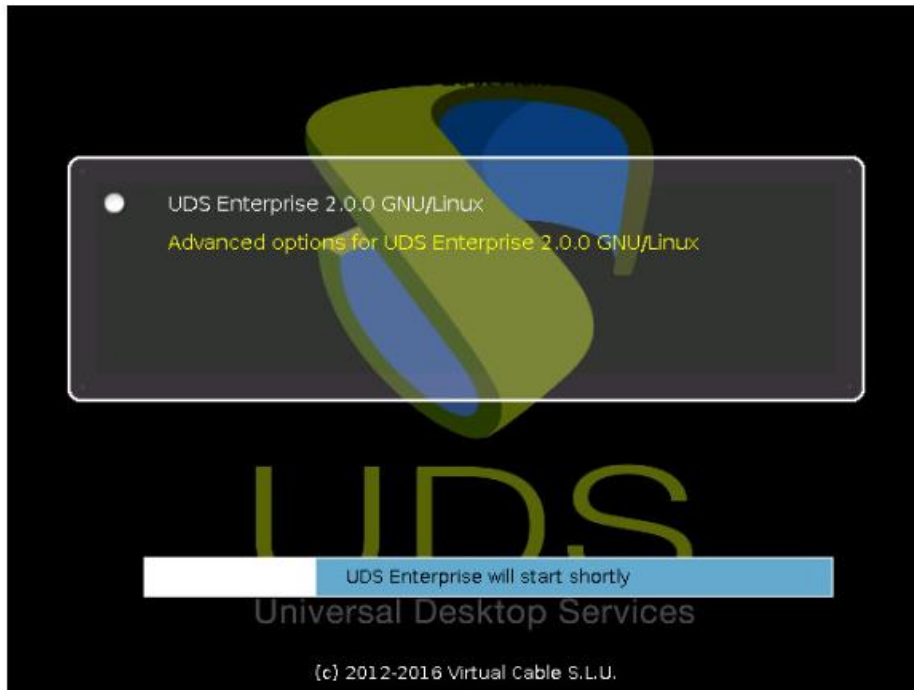 UDS Enterprise 2.0.0 GNU/Linux
Advanced options for UDS Enterprise 2.0.0 GNU/Linux
UDS
UDS Enterprise will start shortly
Universal Desktop Services
(c) 2012-2016 Virtual Cable S.L.U.